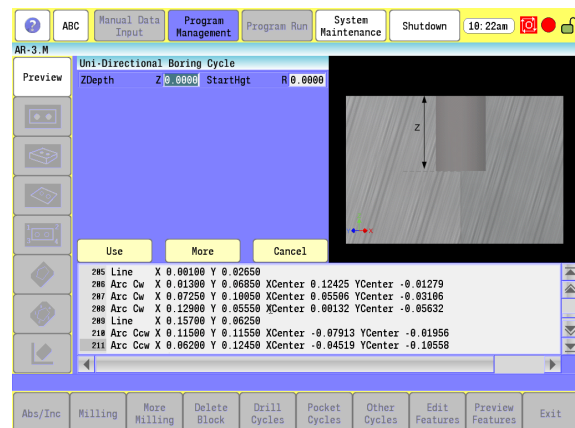 ?
ABC
Manual Data Input
Program Management
Program Run
System Maintenance
Shutdown
10:22am
AR-3.M
Preview
Uni-Directional Boring Cycle
ZDepth Z 0.0000 StartHgt R 0.0000
Z
X
Use More Cancel
205 Line X 0.00100 Y 0.02650
206 Arc Cw X 0.01300 Y 0.06850 XCenter 0.12425 YCenter -0.01279
207 Arc Cw X 0.07250 Y 0.10050 XCenter 0.05506 YCenter -0.03106
208 Arc Cw X 0.12900 Y 0.05550 XCenter 0.00132 YCenter -0.05632
209 Line X 0.15700 Y 0.06250
210 Arc Ccw X 0.11500 Y 0.11550 XCenter -0.07913 YCenter -0.01956
211 Arc Ccw X 0.06200 Y 0.12450 XCenter -0.04519 YCenter -0.10558
Abs/Inc
Milling
More Milling
Delete Block
Drill Cycles
Pocket Cycles
Other Cycles
Edit Features
Preview Features
Exit